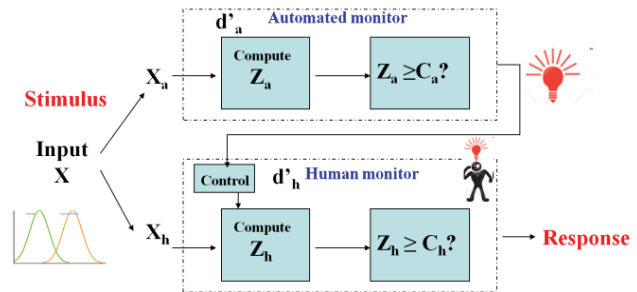 Automated monitor
d'a
Compute
Za
Za ≥Ca?
Xa
Stimulus
Input
X
Control
d'h
Human monitor
Xh
Compute
Zh
Zh ≥ Ch?
Response